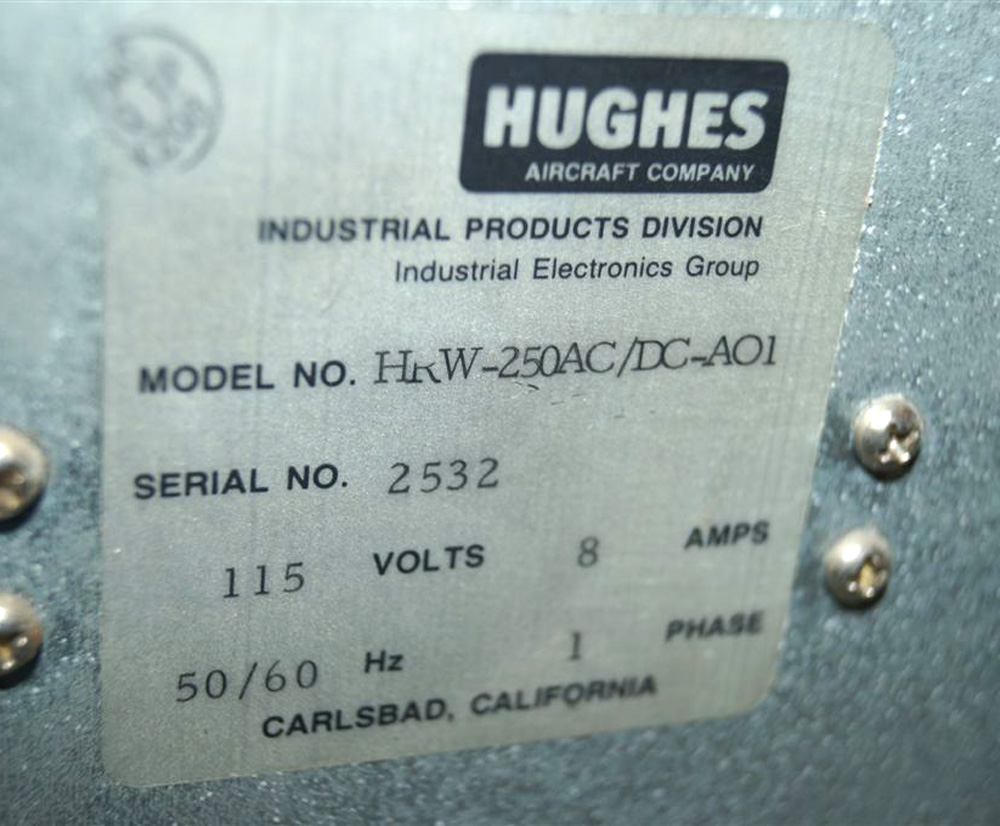 HUGHES
AIRCRAFT COMPANY
INDUSTRIAL PRODUCTS DIVISION
Industrial Electronics Group
MODEL NO. HRW-250AC/DC-A01
SERIAL NO. 2532
115 VOLTS 8 AMPS
50/60 Hz 1 PHASE
CARLSBAD, CALIFORNIA